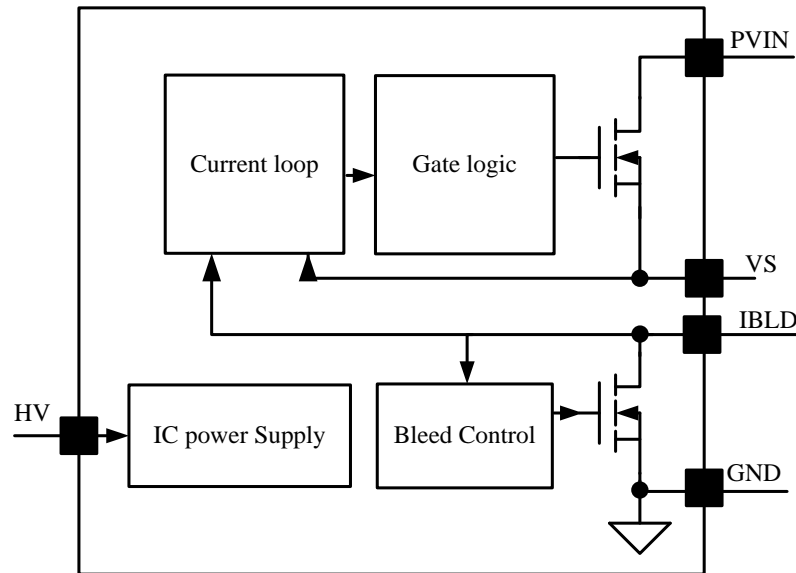 PVIN
Current loop
Gate logic
VS
IBLD
HV
IC power Supply
Bleed Control
GND